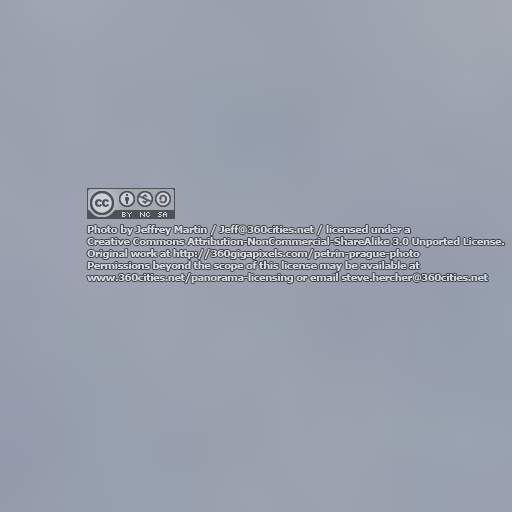 cc
BY NC SA
Photo by Jeffrey Martin / Jeff@360cities.net / licensed under a
Creative Commons Attribution-NonCommercial-ShareAlike 3.0 Unported License.
Original work at http://360gigapixels.com/petrin-prague-photo
Permissions beyond the scope of this license may be available at
www.360cities.net/panorama-licensing or email steve.hercher@360cities.net